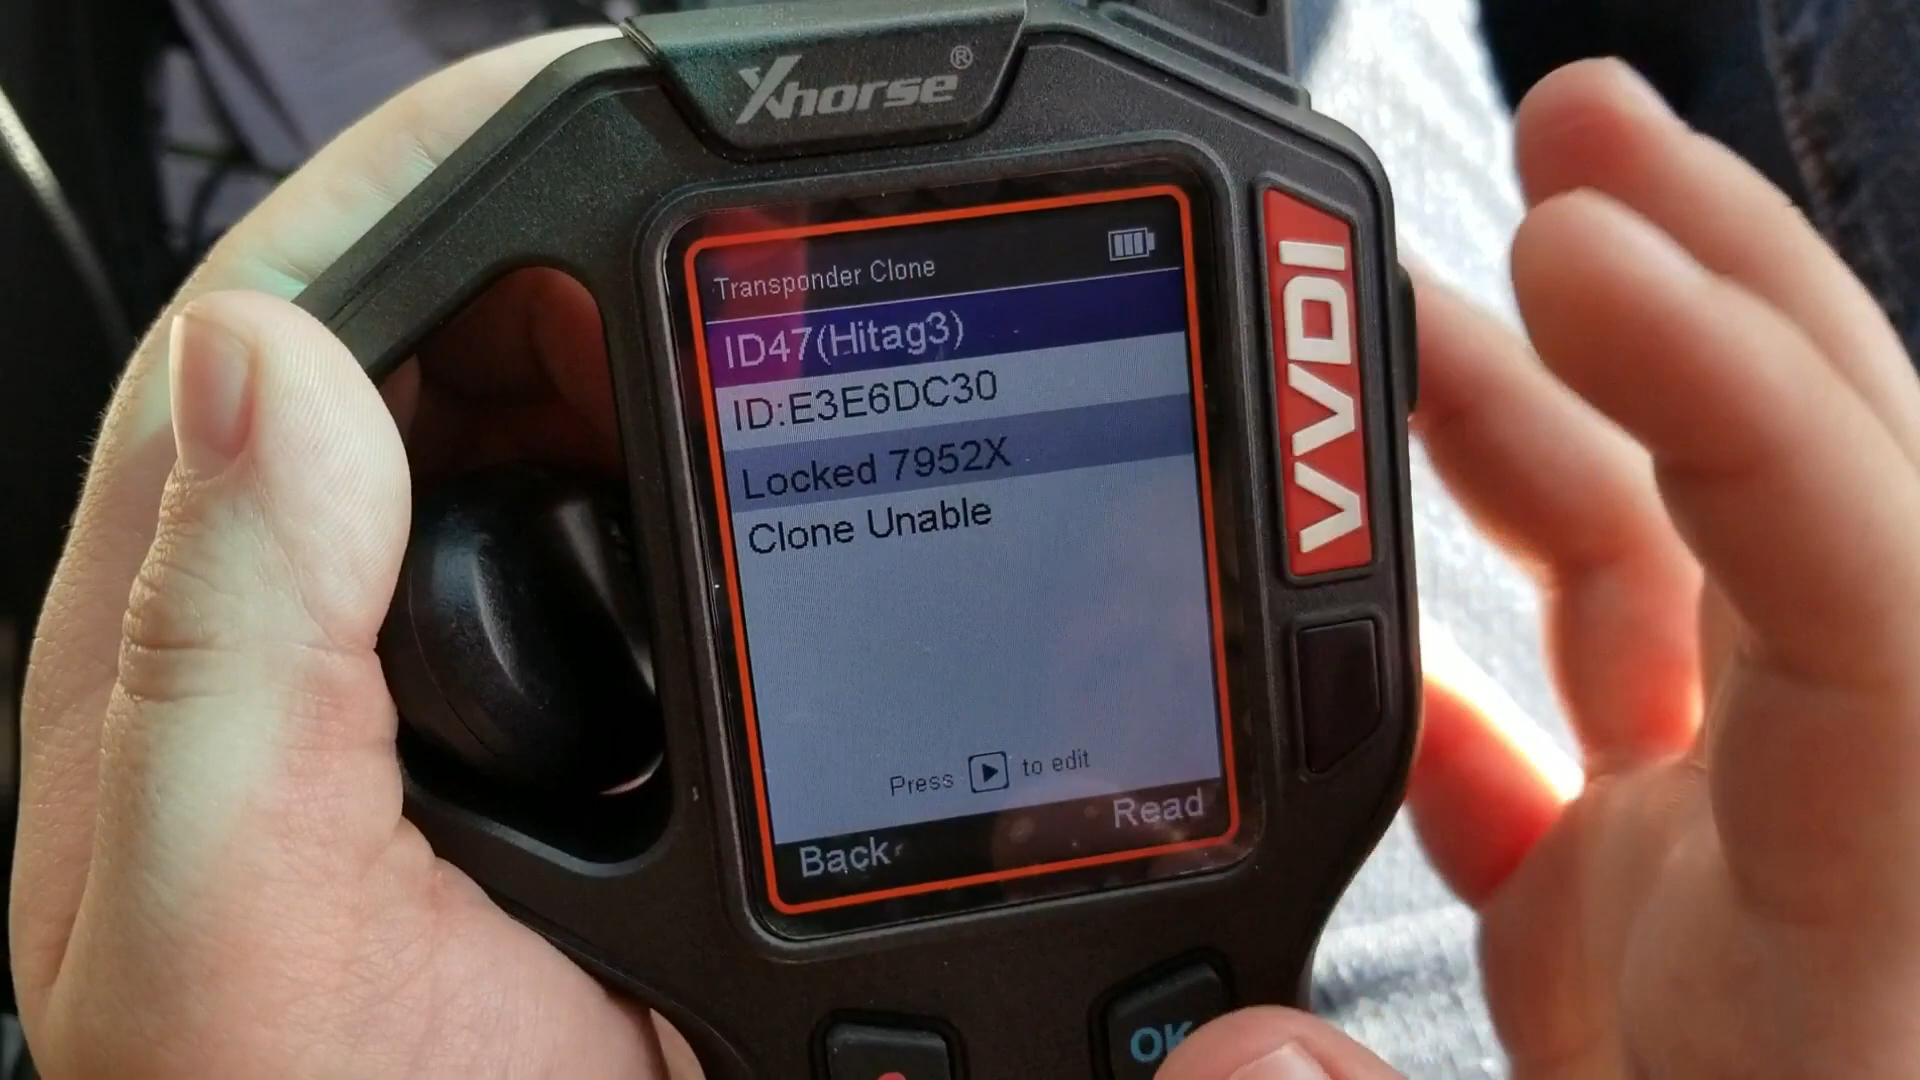 Xhorse®
Transponder Clone
ID47(Hitag3)
ID:E3E6DC30
Locked 7952X
Clone Unable
Press ▶ to edit
Back
Read
VVDI
OK